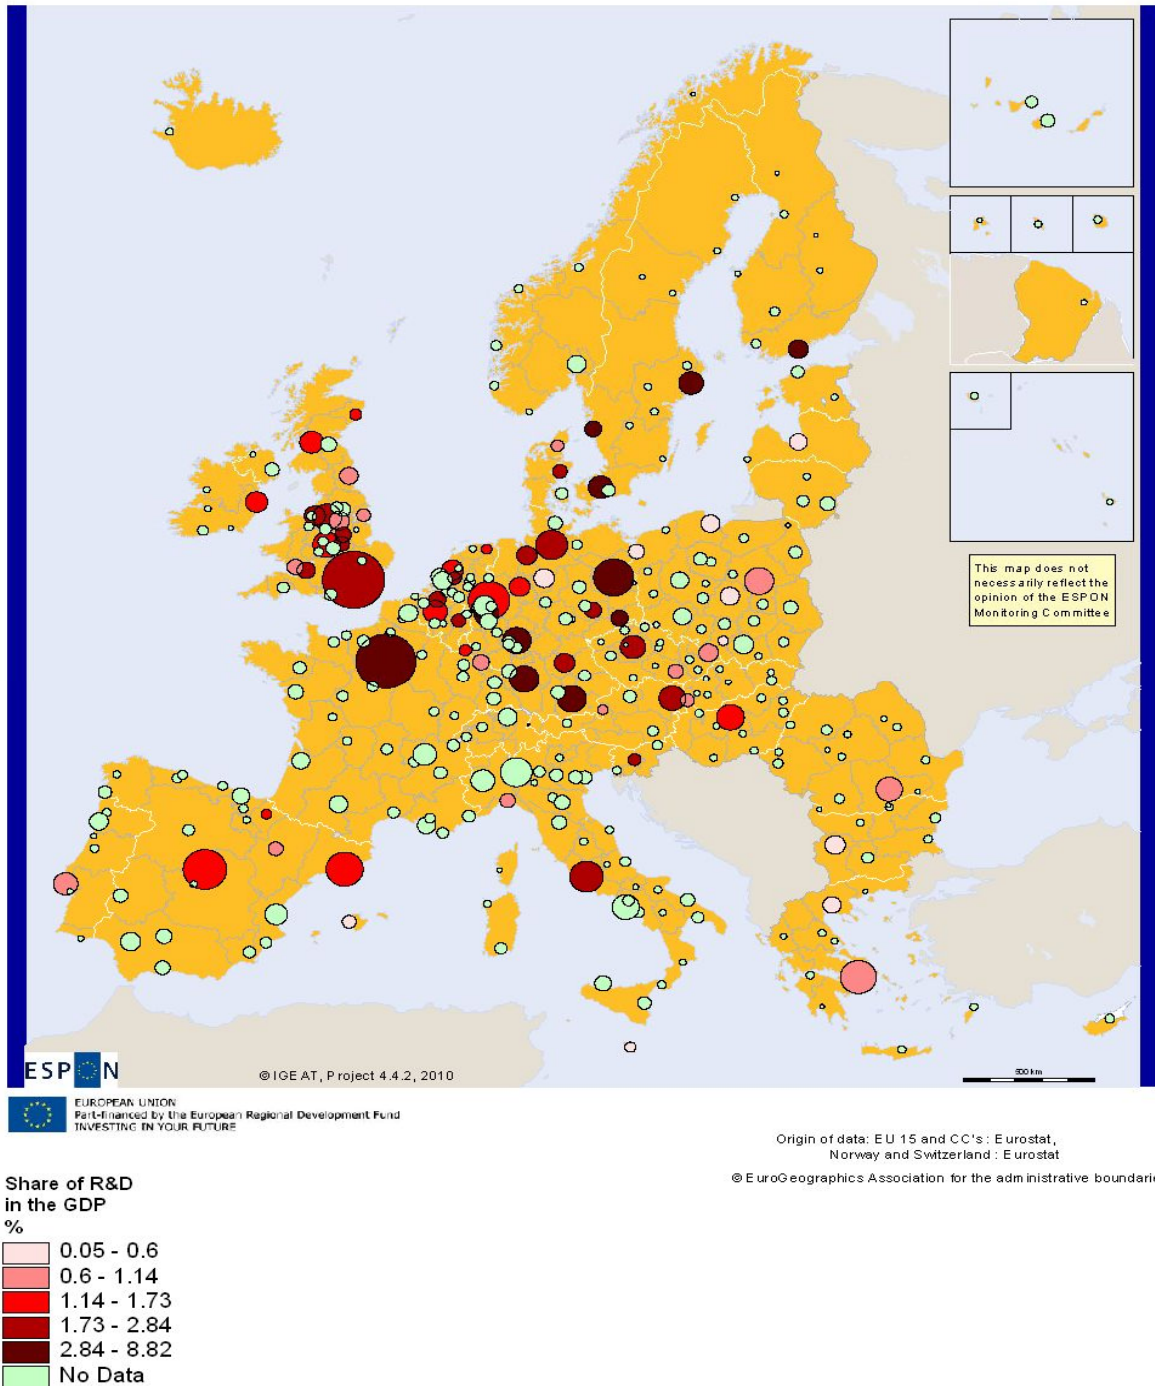 This map does not
necessarily reflect the
opinion of the ESPON
Monitoring Committee
ESPON
© IGEAT, Project 4.4.2, 2010
500 km
EUROPEAN UNION
Part-financed by the European Regional Development Fund
INVESTING IN YOUR FUTURE
Origin of data: EU 15 and CC's : Eurostat,
Norway and Switzerland : Eurostat
© EuroGeographics Association for the administrative boundarie
Share of R&D
in the GDP
%
0.05 - 0.6
0.6 - 1.14
1.14 - 1.73
1.73 - 2.84
2.84 - 8.82
No Data